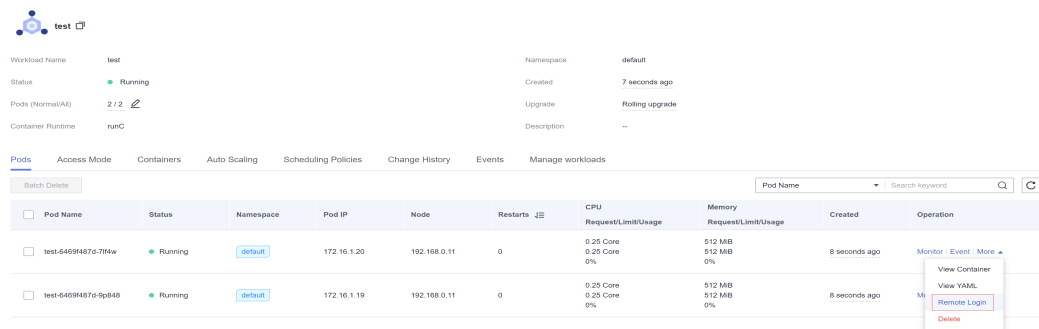 test
Workload Name test Namespace default
Status Running Created 7 seconds ago
Pods (Normal/All) 2 / 2 Upgrade Rolling upgrade
Container Runtime runC Description --
Pods Access Mode Containers Auto Scaling Scheduling Policies Change History Events Manage workloads
Batch Delete Pod Name Search keyword
Pod Name Status Namespace Pod IP Node Restarts CPU Request/Limit/Usage Memory Request/Limit/Usage Created Operation
test-6469f487d-7lf4w Running default 172.16.1.20 192.168.0.11 0 0.25 Core 512 MiB 8 seconds ago Monitor Event More
0.25 Core 512 MiB
0% 0%
View Container
View YAML
test-6469f487d-9p848 Running default 172.16.1.19 192.168.0.11 0 0.25 Core 512 MiB 8 seconds ago
0.25 Core 512 MiB
0% 0%
Remote Login
Delete